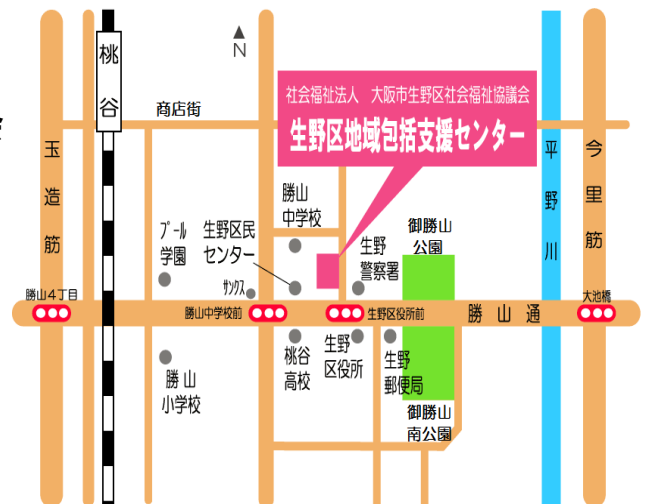 桃谷
N
商店街
社会福祉法人　大阪市生野区社会福祉協議会
生野区地域包括支援センター
玉造筋
平野川
今里筋
勝山
中学校
プール
学園
生野区民
センター
生野
警察署
御勝山
公園
サンクス
勝山4丁目
大池橋
勝山中学校前
生野区役所前
勝山通
勝山
小学校
桃谷
高校
生野
区役所
生野
郵便局
御勝山
南公園